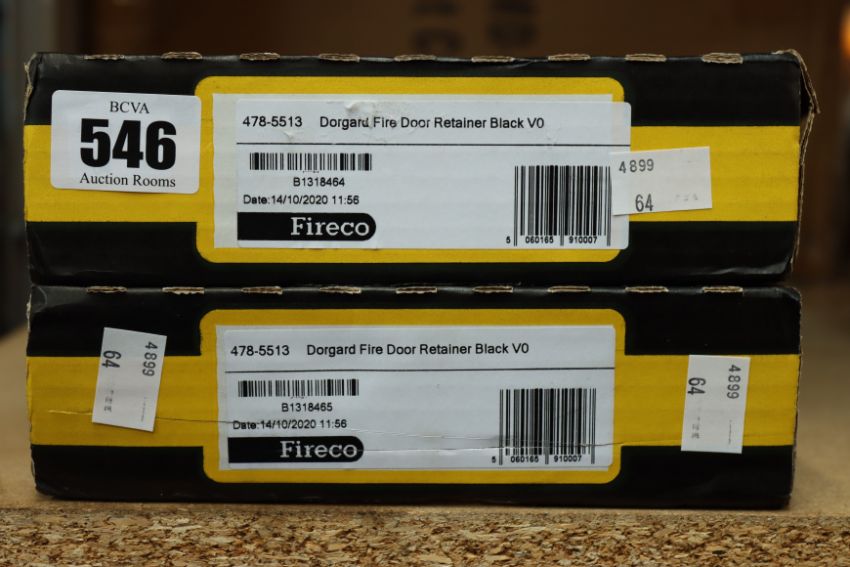 BCVA
546
Auction Rooms
478-5513 Dorgard Fire Door Retainer Black V0
B1318464
Date:14/10/2020 11:56
Fireco
5 060165 910007
4899
64
478-5513 Dorgard Fire Door Retainer Black V0
B1318465
Date:14/10/2020 11:56
Fireco
5 060165 910007
4899
64
4899
64